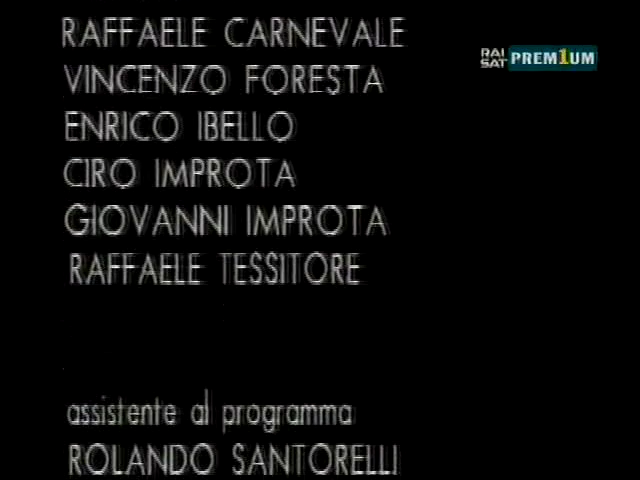 RAFFAELE CARNEVALE
RAI
SAT PREM1UM
VINCENZO FORESTA
ENRICO IBELLO
CIRO IMPROTA
GIOVANNI IMPROTA
RAFFAELE TESSITORE
assistente al programma
ROLANDO SANTORELLI